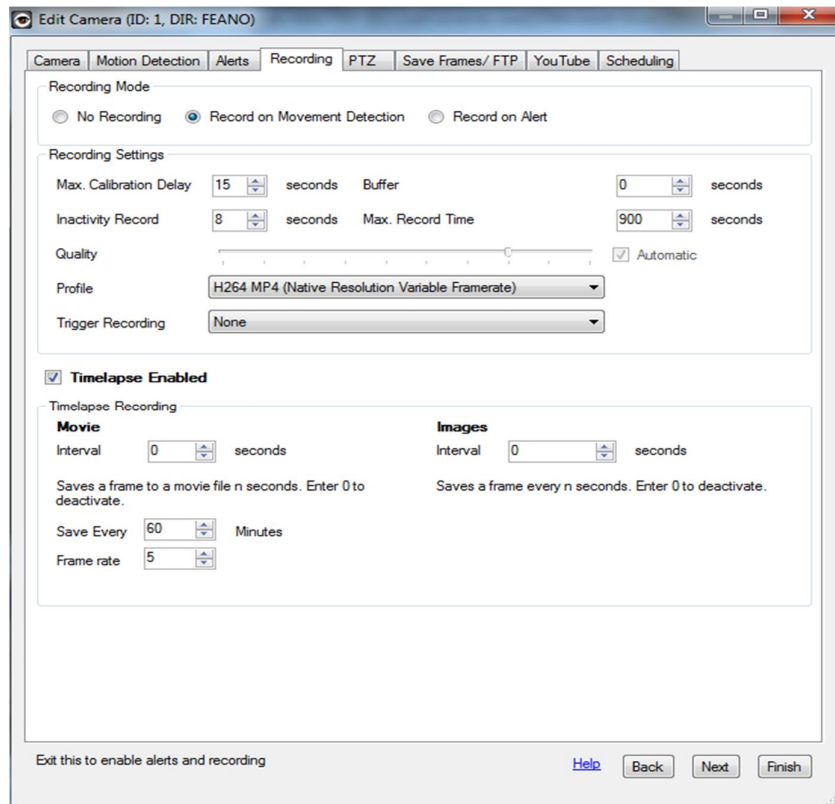 Edit Camera (ID: 1, DIR: FEANO)
Camera Motion Detection Alerts Recording PTZ Save Frames/ FTP YouTube Scheduling
Recording Mode
No Recording Record on Movement Detection Record on Alert
Recording Settings
Max. Calibration Delay 15 seconds Buffer 0 seconds
Inactivity Record 8 seconds Max. Record Time 900 seconds
Quality Automatic
Profile H264 MP4 (Native Resolution Variable Framerate)
Trigger Recording None
Timelapse Enabled
Timelapse Recording
Movie Images
Interval 0 seconds Interval 0 seconds
Saves a frame to a movie file n seconds. Enter 0 to Saves a frame every n seconds. Enter 0 to deactivate.
deactivate.
Save Every 60 Minutes
Frame rate 5
Exit this to enable alerts and recording Help Back Next Finish